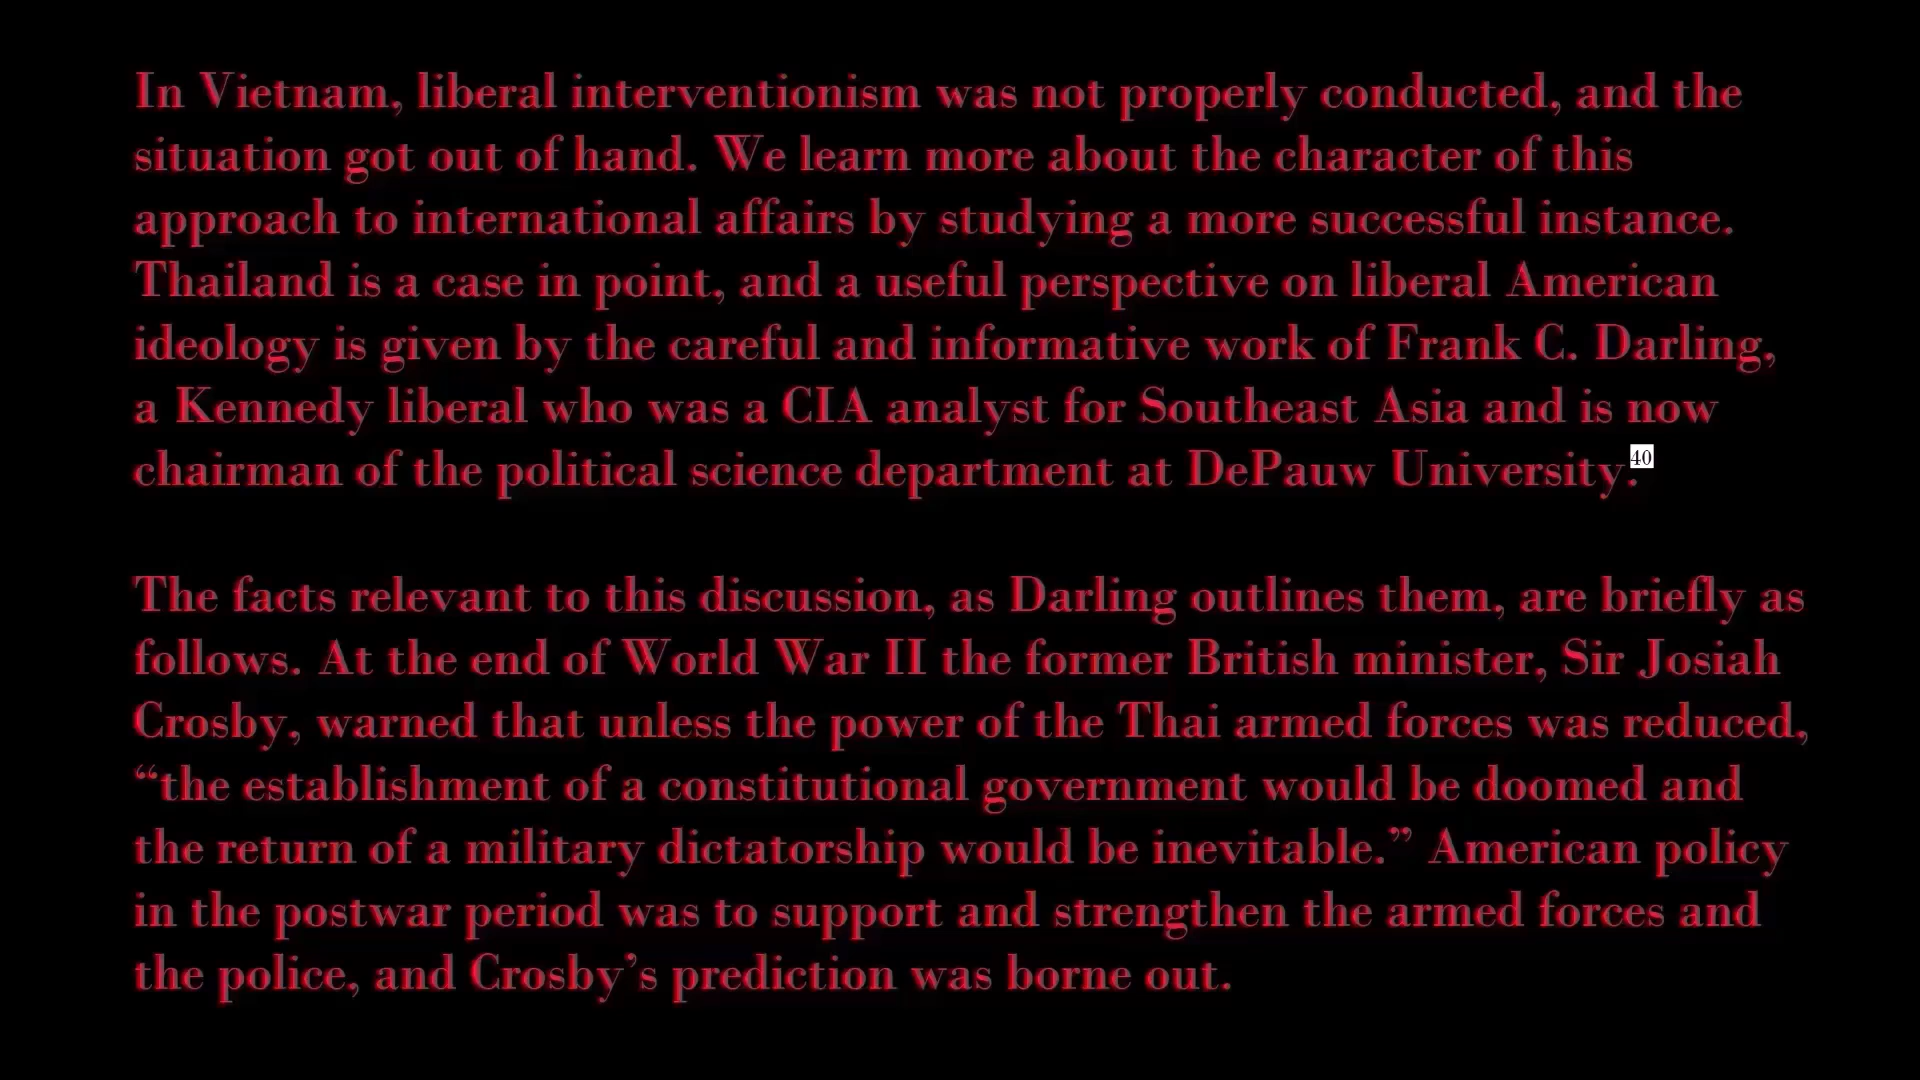 In Vietnam, liberal interventionism was not properly conducted, and the
situation got out of hand. We learn more about the character of this
approach to international affairs by studying a more successful instance.
Thailand is a case in point, and a useful perspective on liberal American
ideology is given by the careful and informative work of Frank C. Darling,
a Kennedy liberal who was a CIA analyst for Southeast Asia and is now
chairman of the political science department at DePauw University.40
The facts relevant to this discussion, as Darling outlines them, are briefly as
follows. At the end of World War II the former British minister, Sir Josiah
Crosby, warned that unless the power of the Thai armed forces was reduced,
“the establishment of a constitutional government would be doomed and
the return of a military dictatorship would be inevitable.” American policy
in the postwar period was to support and strengthen the armed forces and
the police, and Crosby’s prediction was borne out.